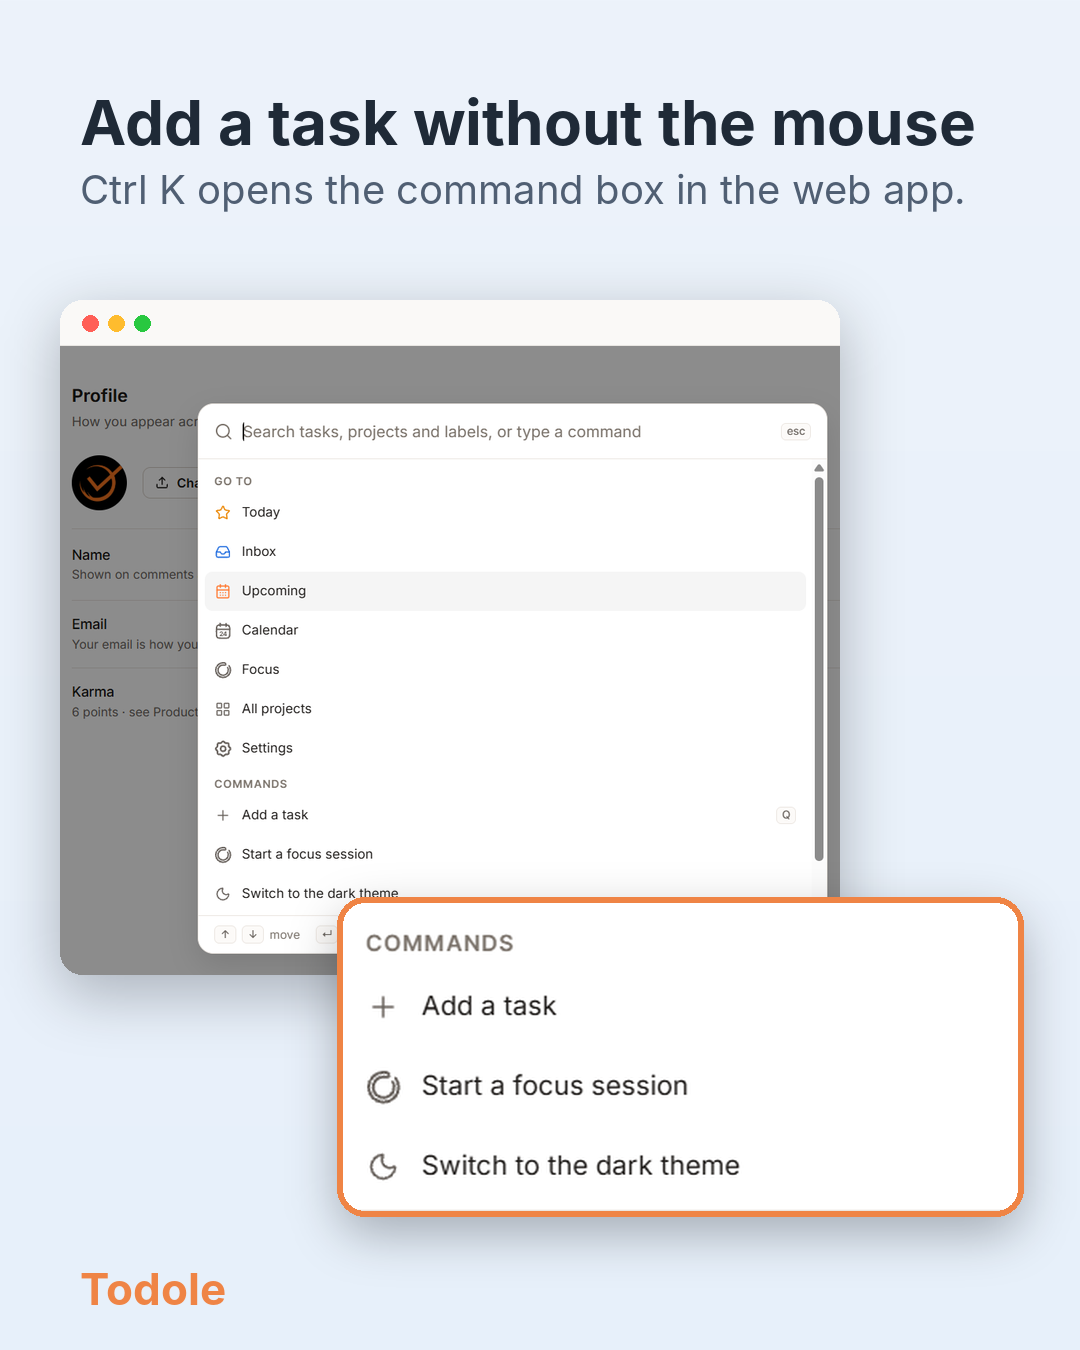 Add a task without the mouse
Ctrl K opens the command box in the web app.
Profile
How you appear
Search tasks, projects and labels, or type a command
esc
GO TO
Today
Inbox
Name
Shown on comments
Upcoming
Email
Your email is how you
Calendar
24
Focus
Karma
6 points · see
All projects
Settings
COMMANDS
Add a task
Q
Start a focus session
Switch to the dark theme
↑ ↓ move ↵
COMMANDS
Add a task
Start a focus session
Switch to the dark theme
Todole